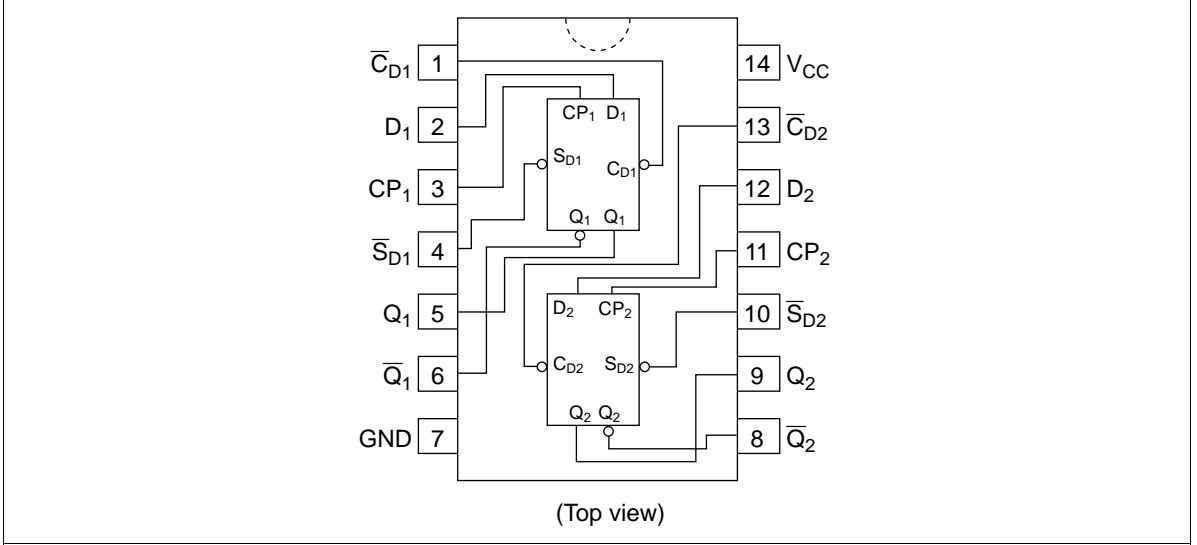 C̅D1 1
D1 2
CP1 3
S̅D1 4
Q1 5
Q̅1 6
GND 7
14 VCC
13 C̅D2
12 D2
11 CP2
10 S̅D2
9 Q2
8 Q̅2
CP1 D1
SD1
CD1
Q1 Q1
D2 CP2
CD2 SD2
Q2 Q2
(Top view)